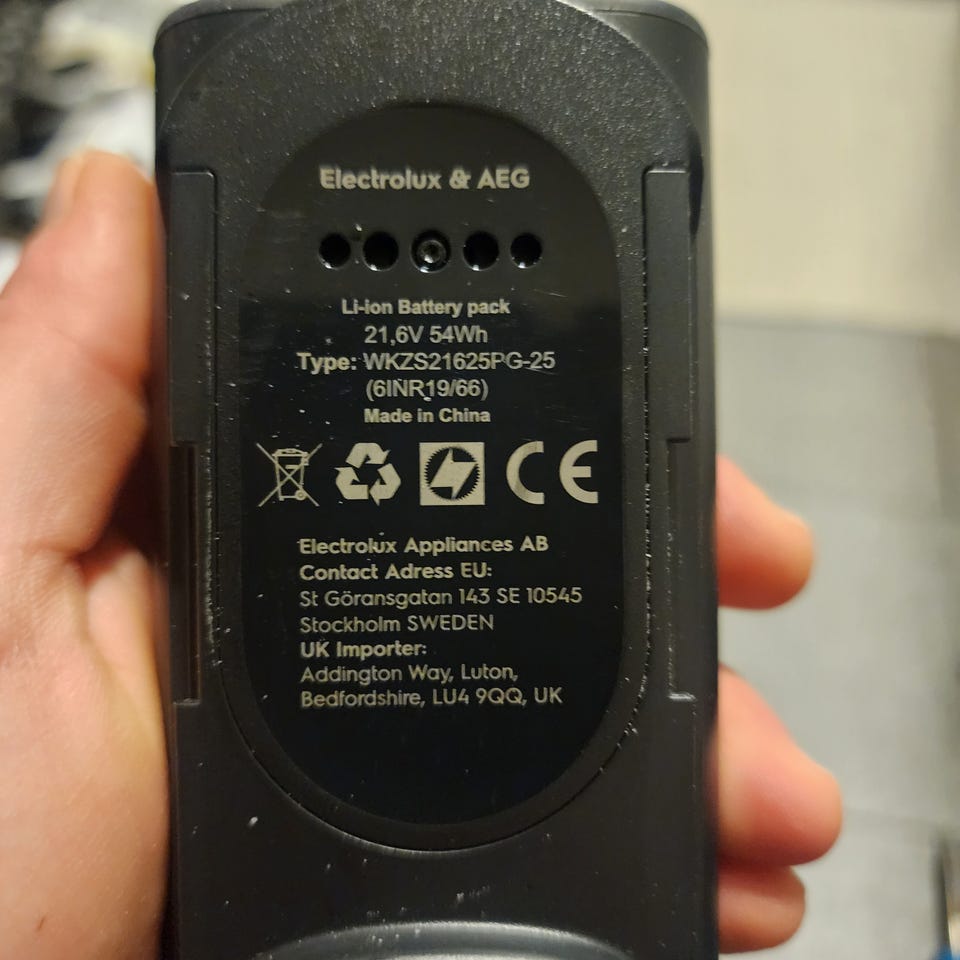 Electrolux & AEG
Li-ion Battery pack
21,6V 54Wh
Type: WKZS21625PG-25
(6INR19/66)
Made in China
CE
Electrolux Appliances AB
Contact Adress EU:
St Göransgatan 143 SE 10545
Stockholm SWEDEN
UK Importer:
Addington Way, Luton,
Bedfordshire, LU4 9QQ, UK